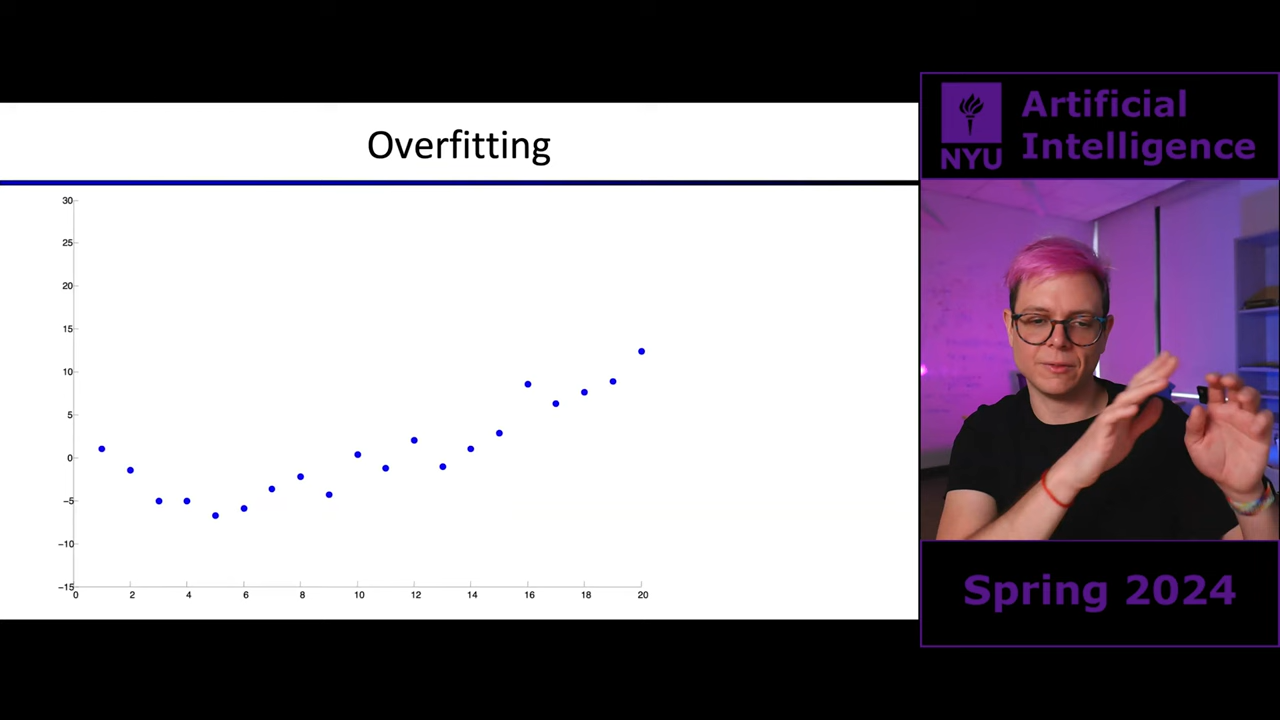 Overfitting
30
25
20
15
10
5
0
−5
−10
−15
0 2 4 6 8 10 12 14 16 18 20
NYU
Artificial
Intelligence
Spring 2024